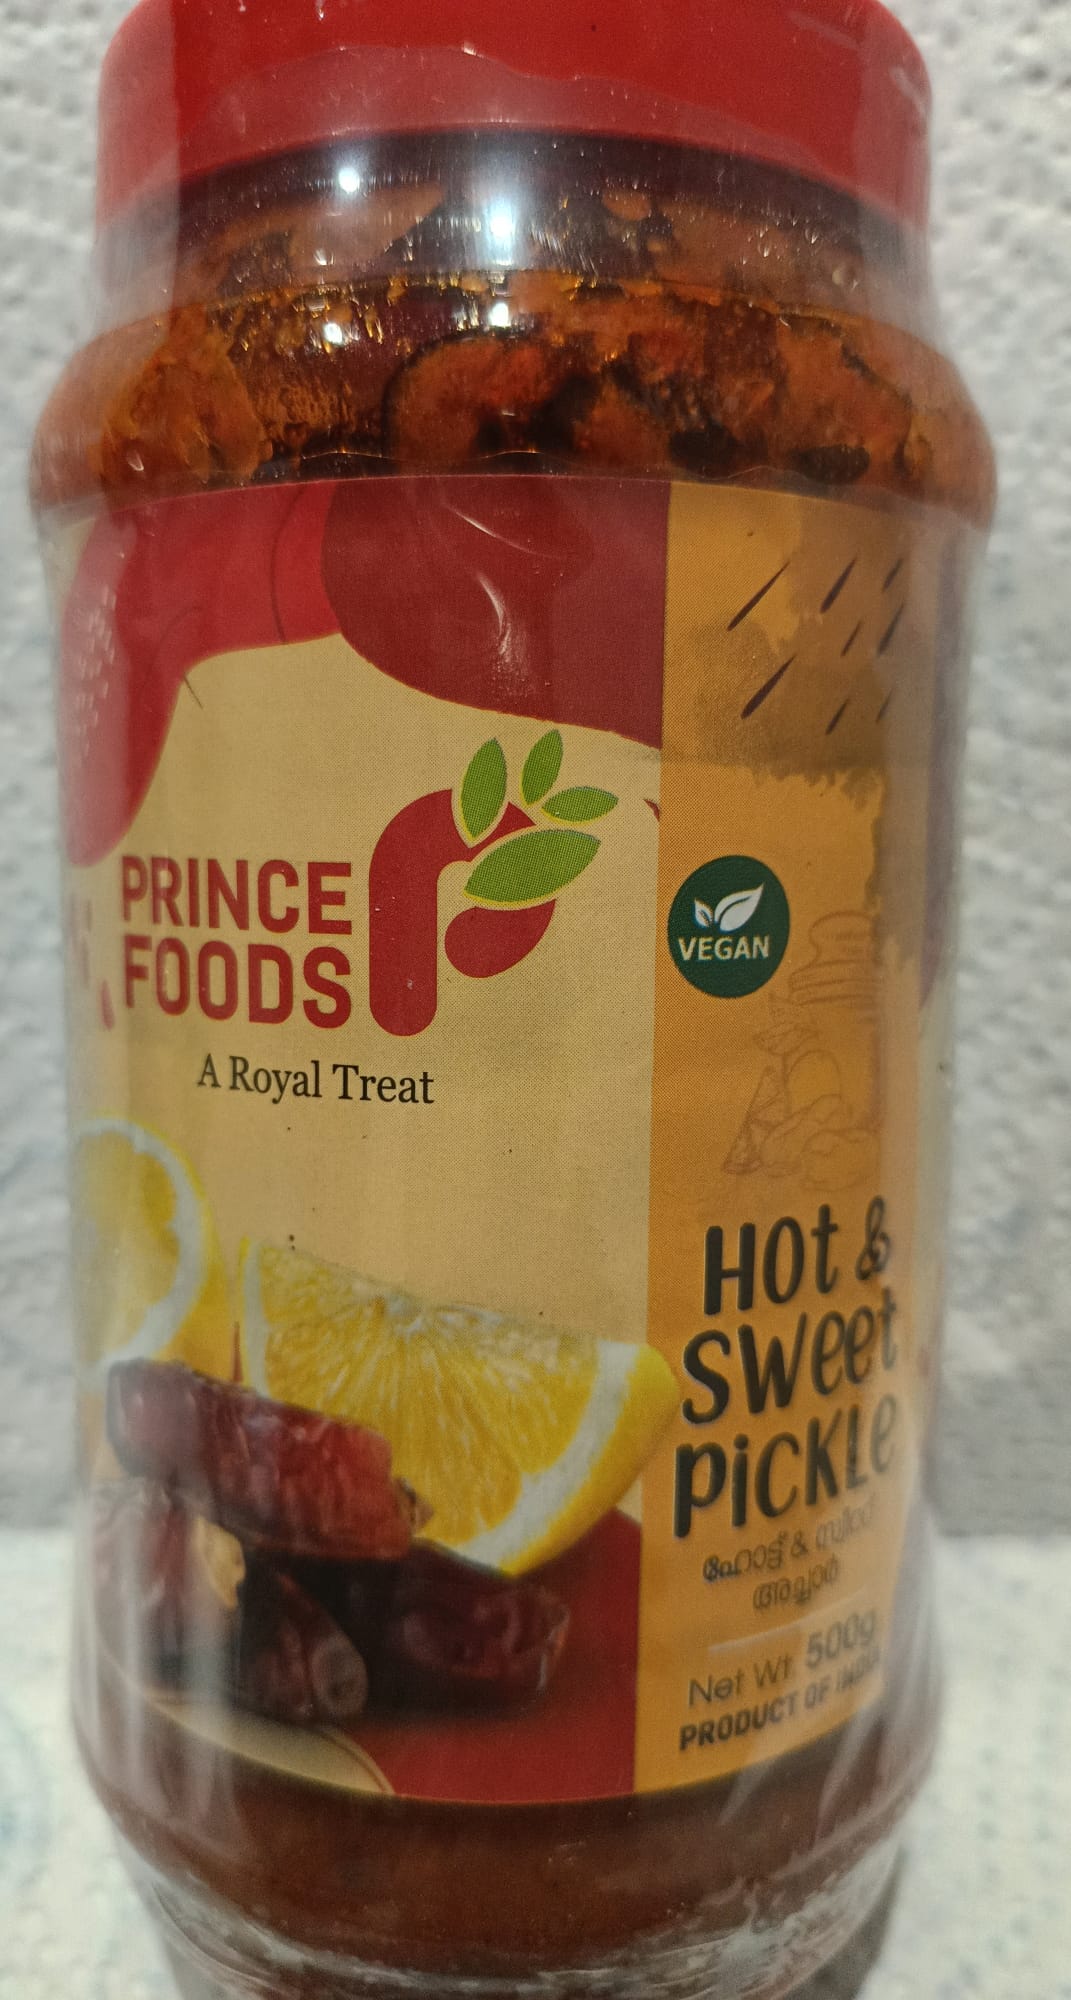 PRINCE
FOODS
A Royal Treat
VEGAN
HOt &
SWeet
PiCKLe
ഹോട്ട് & സ്വീറ്റ്
അച്ചാർ
Net Wt. 500g
PRODUCT OF INDIA